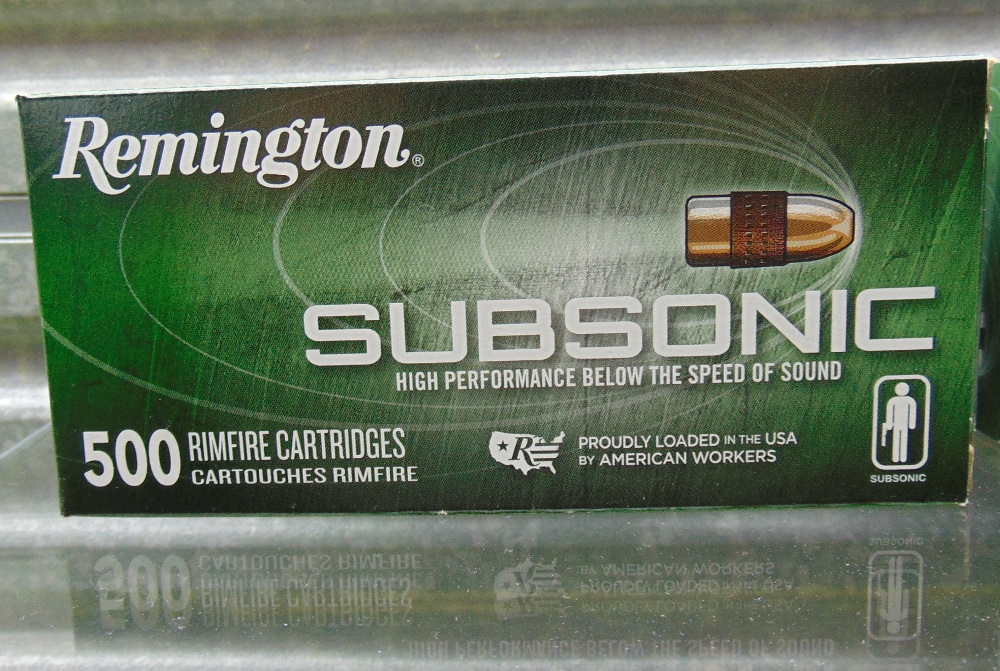 Remington®
SUBSONIC
HIGH PERFORMANCE BELOW THE SPEED OF SOUND
500 RIMFIRE CARTRIDGES
CARTOUCHES RIMFIRE
R
PROUDLY LOADED IN THE USA
BY AMERICAN WORKERS
SUBSONIC